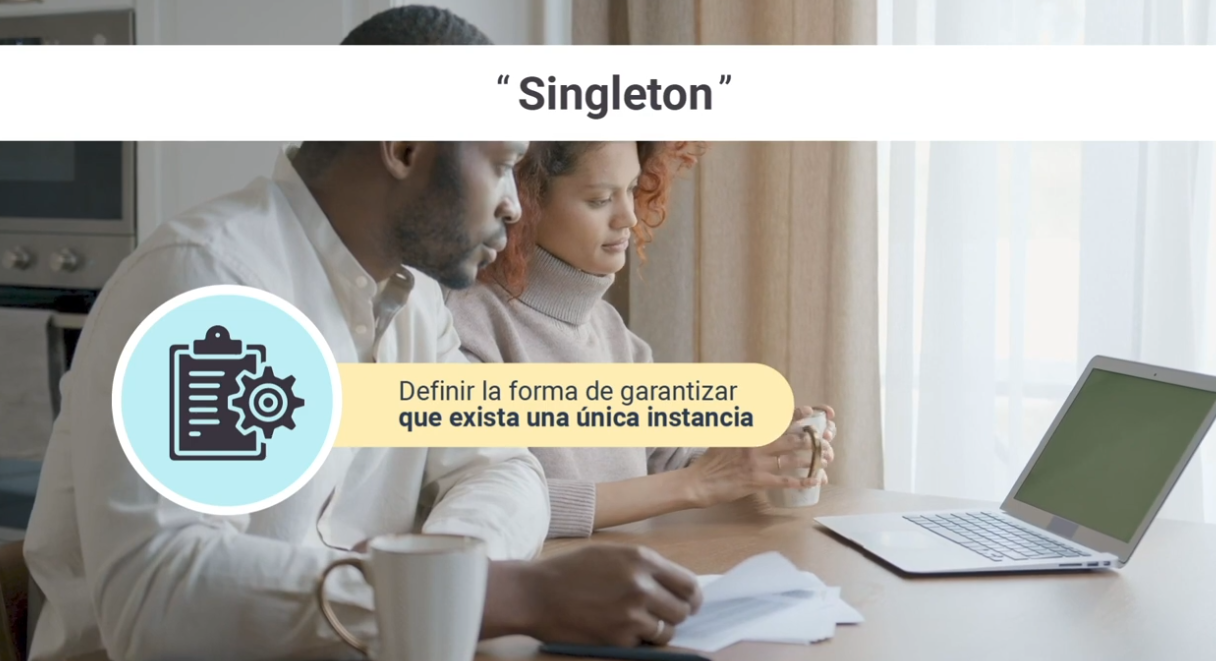 “Singleton”
Definir la forma de garantizar
que exista una única instancia